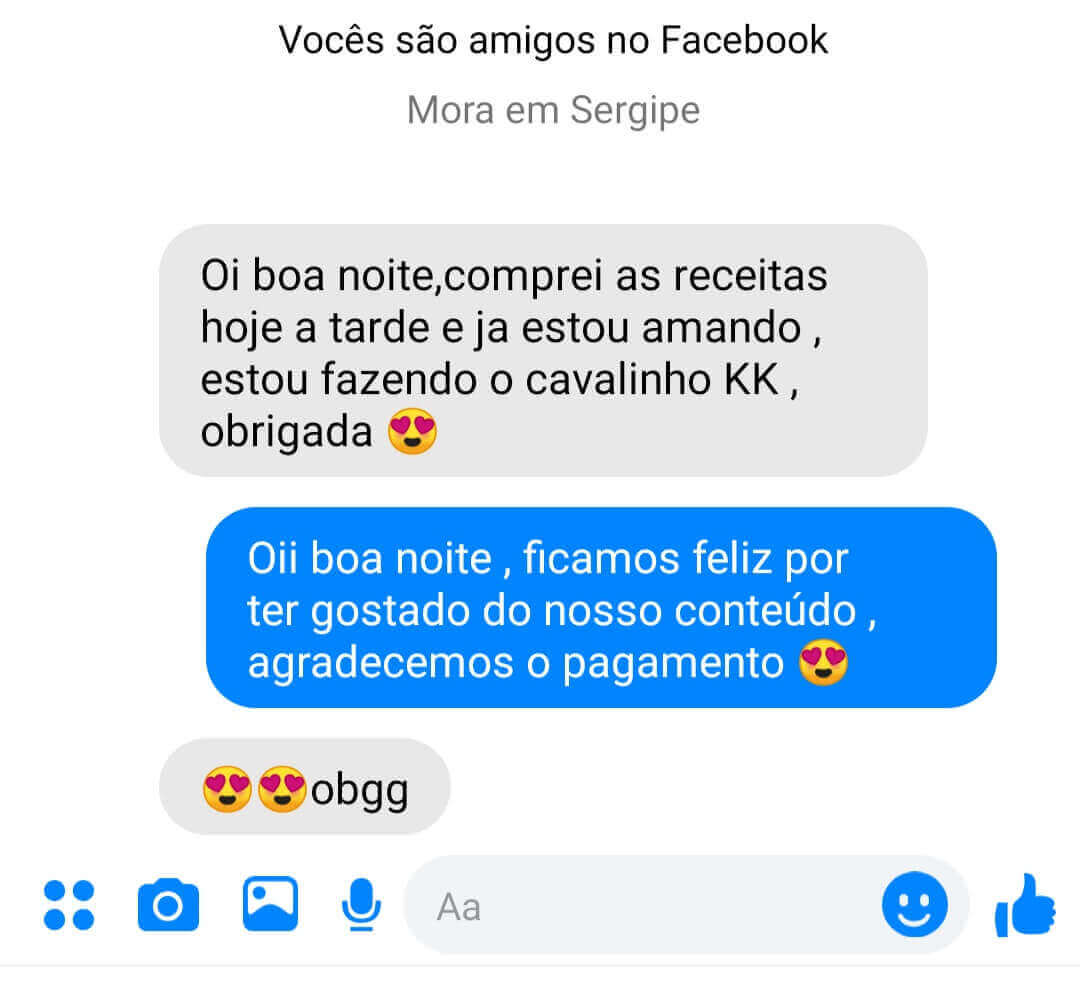 Vocês são amigos no Facebook
Mora em Sergipe
Oi boa noite,comprei as receitas
hoje a tarde e ja estou amando ,
estou fazendo o cavalinho KK ,
obrigada 😍
Oii boa noite , ficamos feliz por
ter gostado do nosso conteúdo ,
agradecemos o pagamento 😍
😍😍obgg
Aa